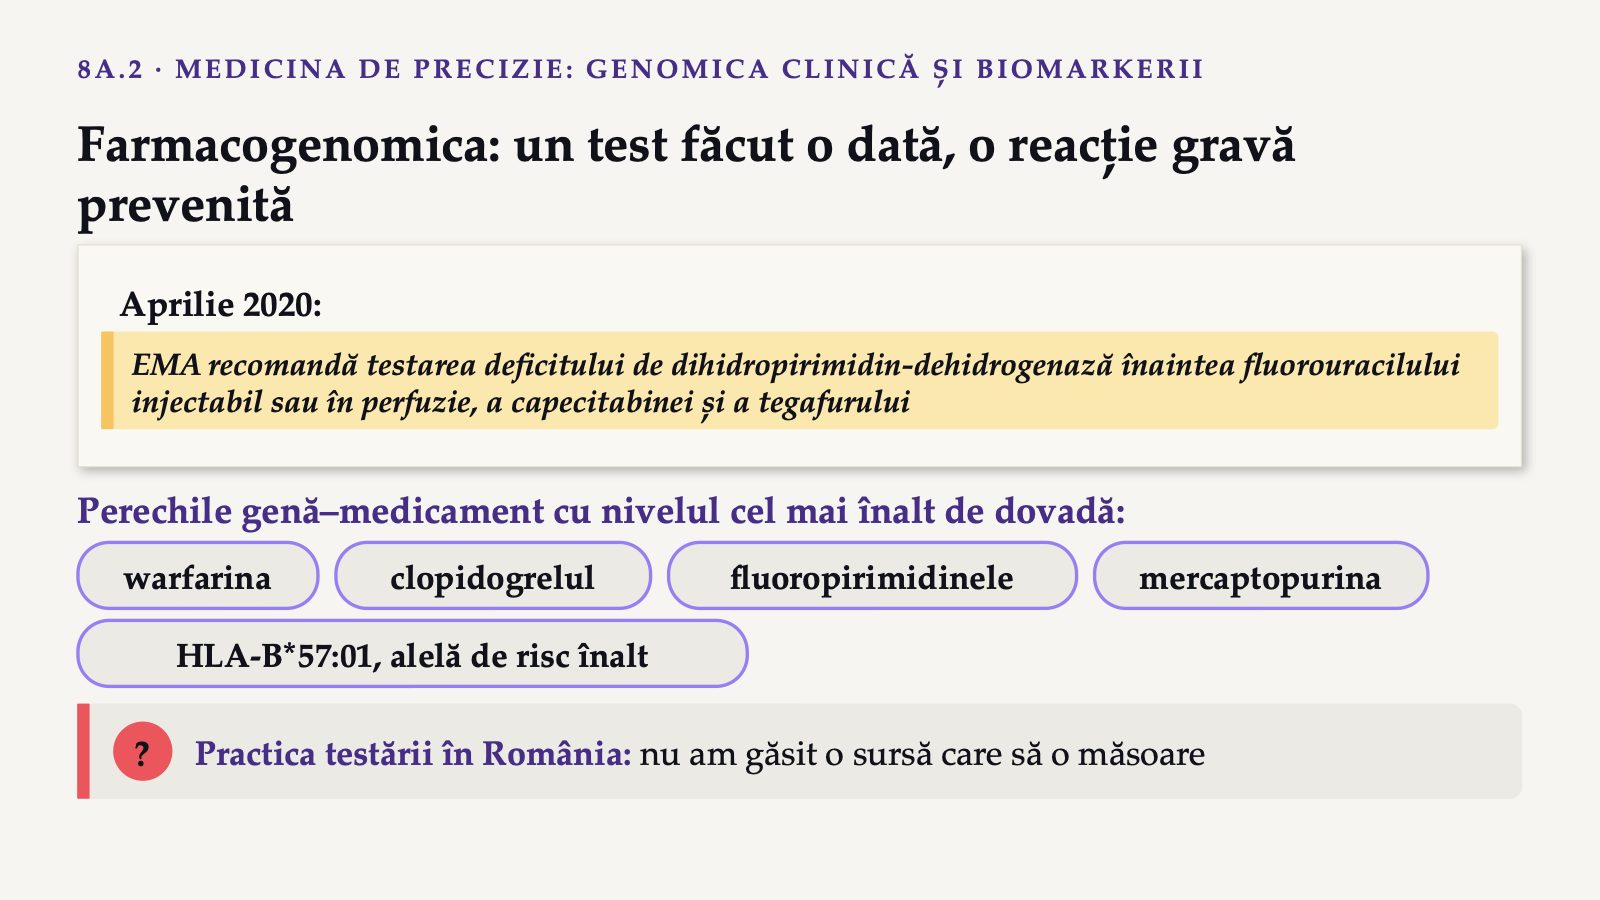 8A.2 · MEDICINA DE PRECIZIE: GENOMICA CLINICĂ ȘI BIOMARKERII
Farmacogenomica: un test făcut o dată, o reacție gravă
prevenită
Aprilie 2020:
EMA recomandă testarea deficitului de dihidropirimidin-dehidrogenază înaintea fluorouracilului
injectabil sau în perfuzie, a capecitabinei și a tegafurului
Perechile genă–medicament cu nivelul cel mai înalt de dovadă:
warfarina clopidogrelul fluoropirimidinele mercaptopurina
HLA-B*57:01, alelă de risc înalt
? Practica testării în România: nu am găsit o sursă care să o măsoare